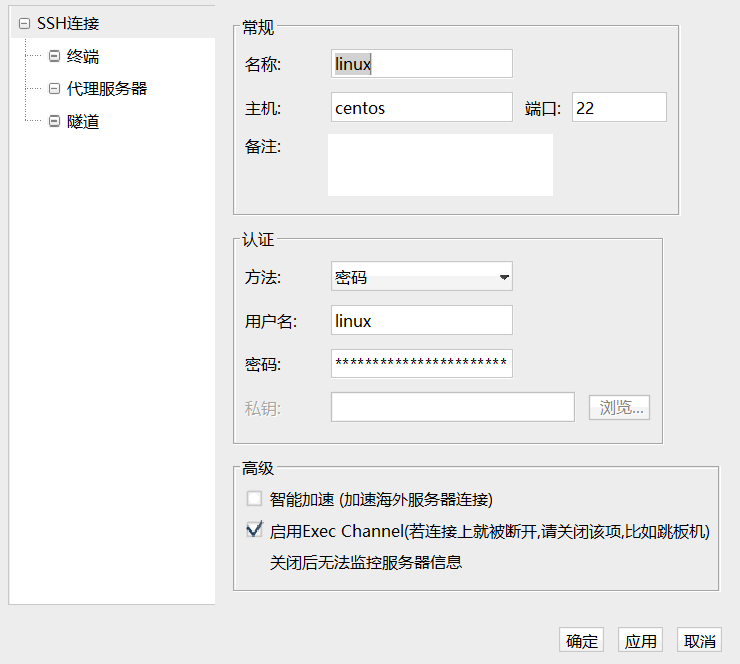 SSH连接
终端
代理服务器
隧道
常规
名称: linux
主机: centos 端口: 22
备注:
认证
方法: 密码
用户名: linux
密码: ***********************
私钥: 浏览...
高级
智能加速 (加速海外服务器连接)
启用Exec Channel(若连接上就被断开,请关闭该项,比如跳板机)
关闭后无法监控服务器信息
确定 应用 取消